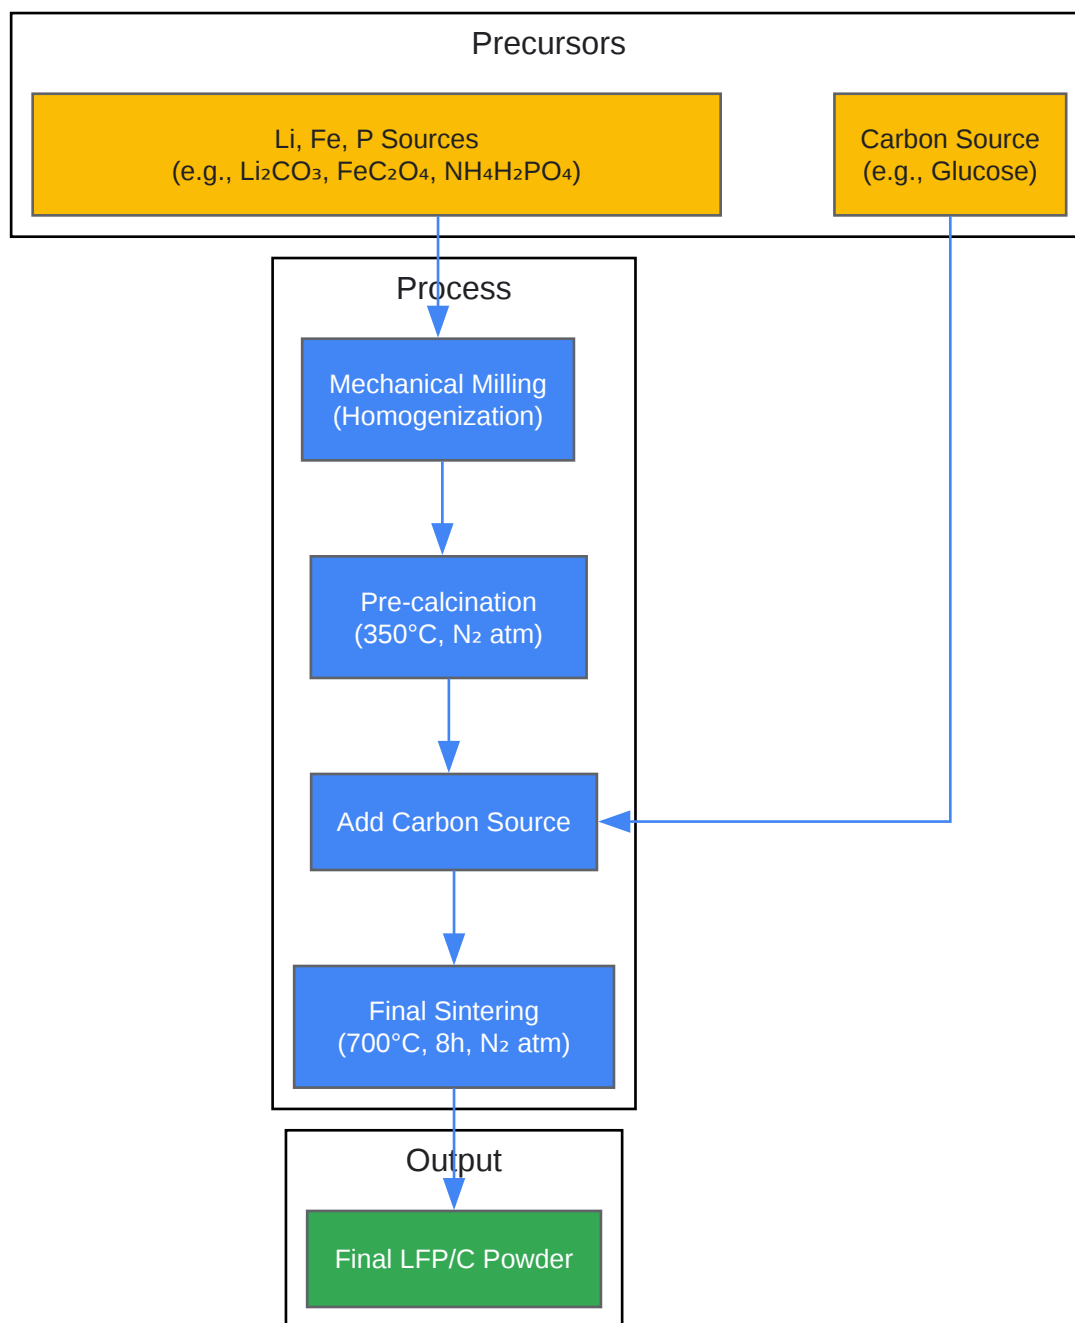 Precursors
Li, Fe, P Sources
(e.g., Li₂CO₃, FeC₂O₄, NH₄H₂PO₄)
Carbon Source
(e.g., Glucose)
Process
Mechanical Milling
(Homogenization)
Pre-calcination
(350°C, N₂ atm)
Add Carbon Source
Final Sintering
(700°C, 8h, N₂ atm)
Output
Final LFP/C Powder